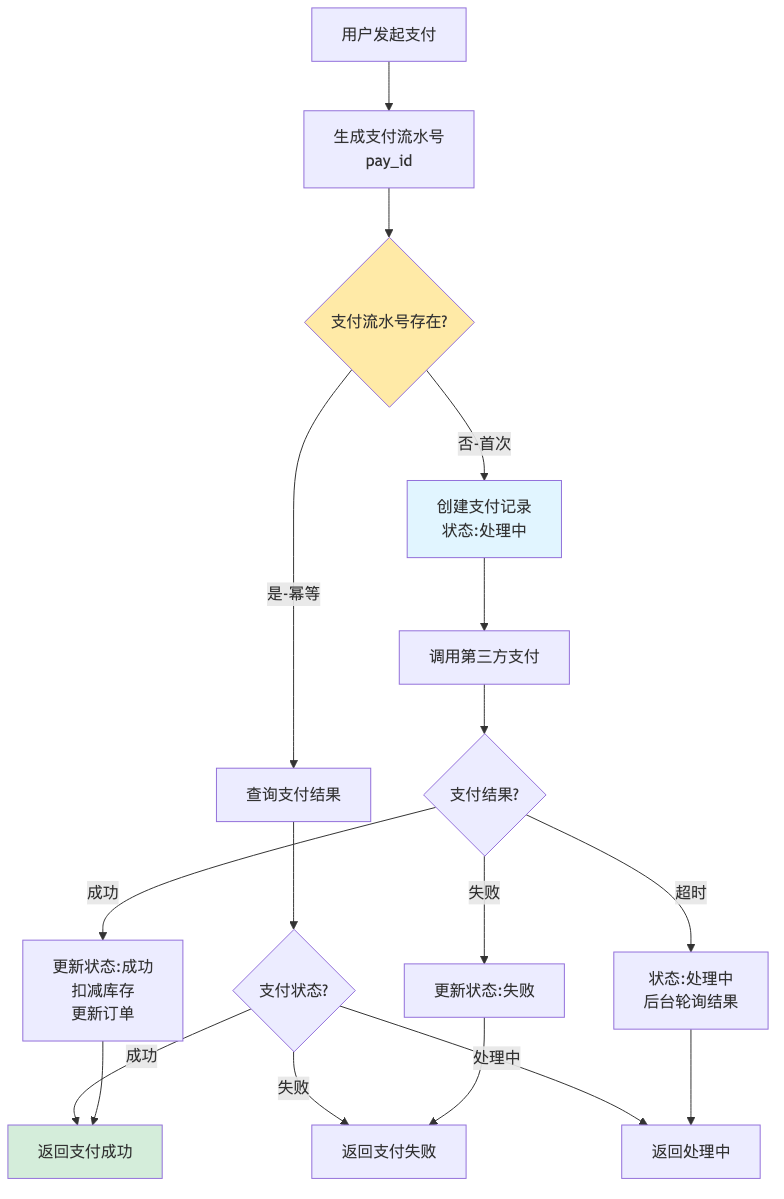 用户发起支付
生成支付流水号
pay_id
支付流水号存在?
否-首次
创建支付记录
状态:处理中
是-幂等
调用第三方支付
查询支付结果
支付结果?
成功
失败
超时
更新状态:成功
扣减库存
更新订单
支付状态?
更新状态:失败
状态:处理中
后台轮询结果
成功
失败
处理中
返回支付成功
返回支付失败
返回处理中